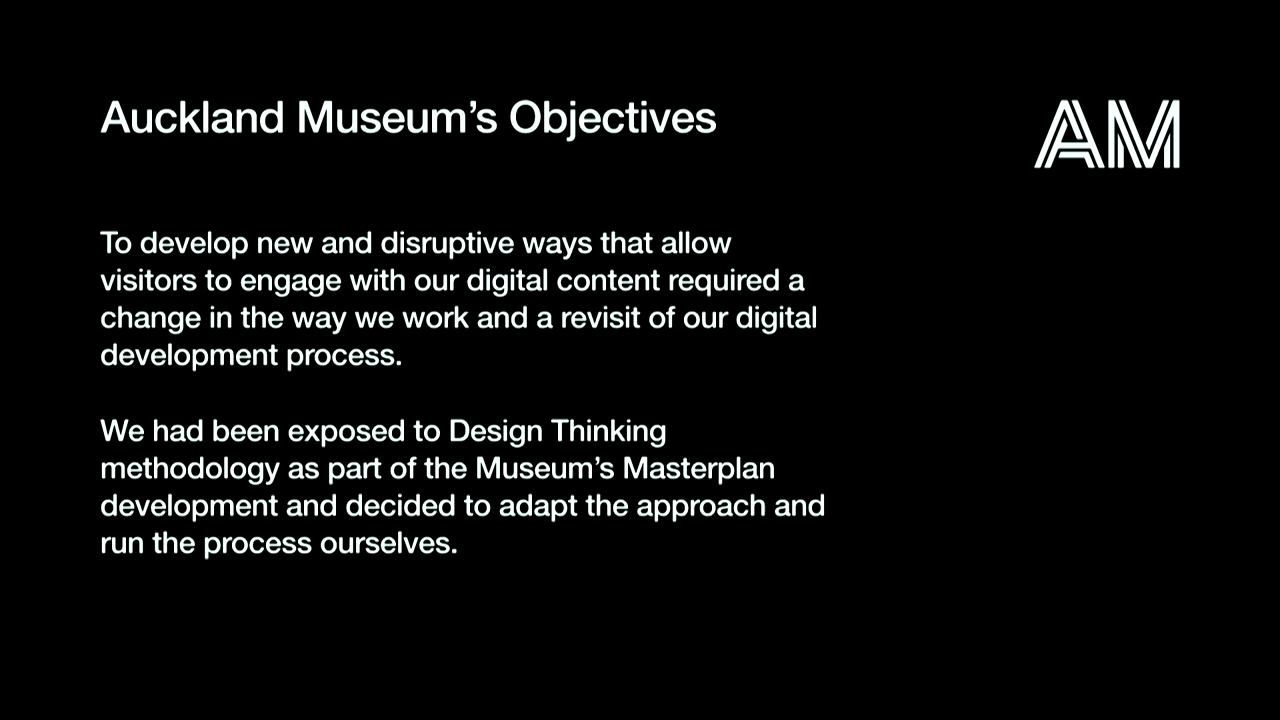 Auckland Museum’s Objectives
AM
To develop new and disruptive ways that allow
visitors to engage with our digital content required a
change in the way we work and a revisit of our digital
development process.
We had been exposed to Design Thinking
methodology as part of the Museum’s Masterplan
development and decided to adapt the approach and
run the process ourselves.